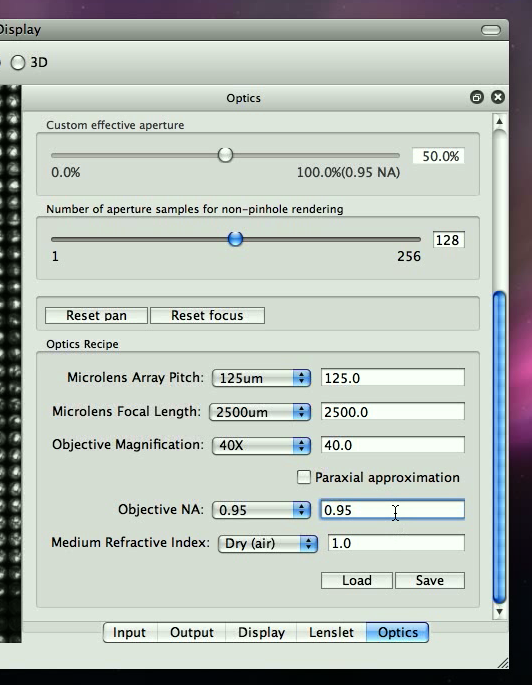 Display
3D
Optics
Custom effective aperture
50.0%
0.0% 100.0%(0.95 NA)
Number of aperture samples for non-pinhole rendering
128
1 256
Reset pan Reset focus
Optics Recipe
Microlens Array Pitch: 125um 125.0
Microlens Focal Length: 2500um 2500.0
Objective Magnification: 40X 40.0
Paraxial approximation
Objective NA: 0.95 0.95
Medium Refractive Index: Dry (air) 1.0
Load Save
Input Output Display Lenslet Optics